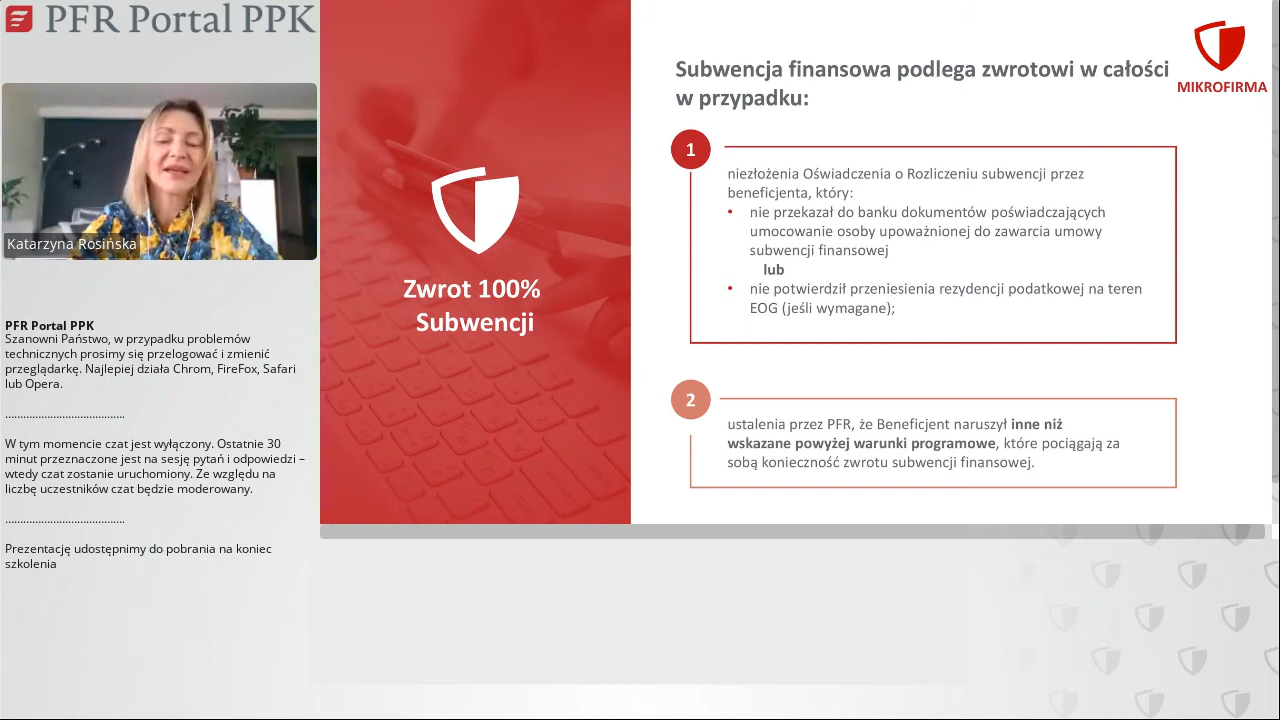 PFR Portal PPK
Katarzyna Rosińska
PFR Portal PPK
Szanowni Państwo, w przypadku problemów
technicznych prosimy się przelogować i zmienić
przeglądarkę. Najlepiej działa Chrom, FireFox, Safari
lub Opera.
........................................
W tym momencie czat jest wyłączony. Ostatnie 30
minut przeznaczone jest na sesję pytań i odpowiedzi –
wtedy czat zostanie uruchomiony. Ze względu na
liczbę uczestników czat będzie moderowany.
........................................
Prezentację udostępnimy do pobrania na koniec
szkolenia
Zwrot 100%
Subwencji
Subwencja finansowa podlega zwrotowi w całości
w przypadku:
MIKROFIRMA
1
niezłożenia Oświadczenia o Rozliczeniu subwencji przez
beneficjenta, który:
• nie przekazał do banku dokumentów poświadczających
umocowanie osoby upoważnionej do zawarcia umowy
subwencji finansowej
lub
• nie potwierdził przeniesienia rezydencji podatkowej na teren
EOG (jeśli wymagane);
2
ustalenia przez PFR, że Beneficjent naruszył inne niż
wskazane powyżej warunki programowe, które pociągają za
sobą konieczność zwrotu subwencji finansowej.